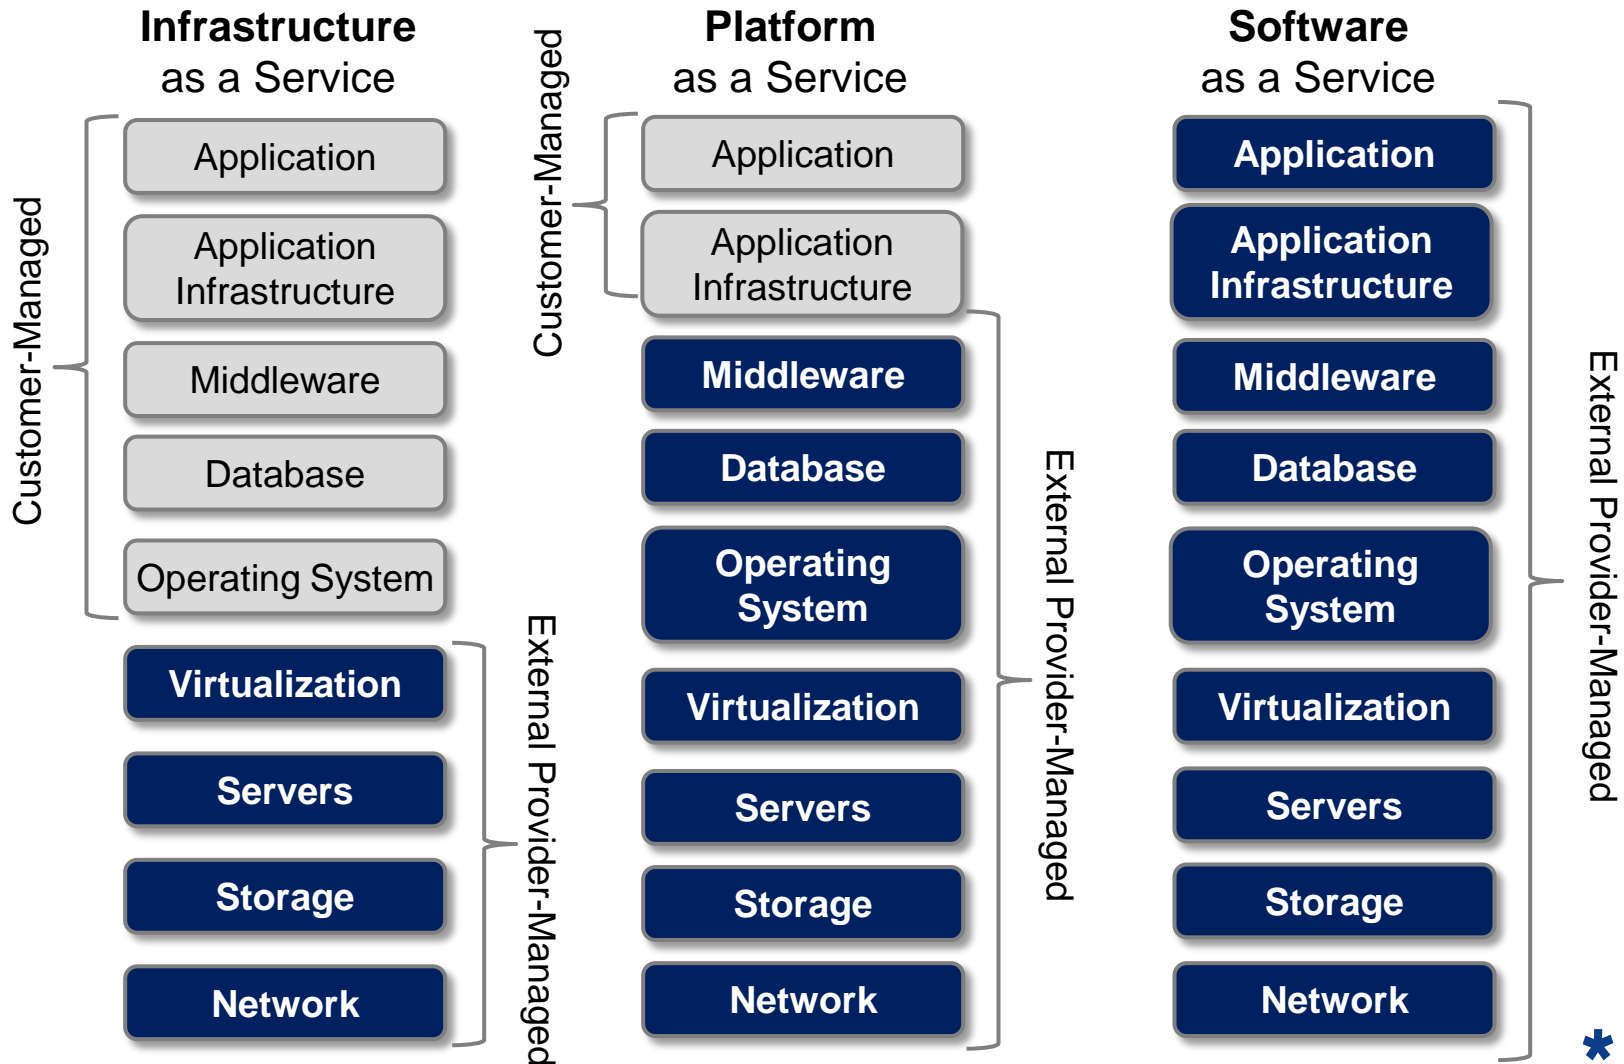 Infrastructure
as a Service
Customer-Managed
Application
Application
Infrastructure
Middleware
Database
Operating System
Virtualization
Servers
Storage
Network
External Provider-Managed
Platform
as a Service
Customer-Managed
Application
Application
Infrastructure
Middleware
Database
Operating
System
Virtualization
Servers
Storage
Network
External Provider-Managed
Software
as a Service
Application
Application
Infrastructure
Middleware
Database
Operating
System
Virtualization
Servers
Storage
Network
External Provider-Managed
*